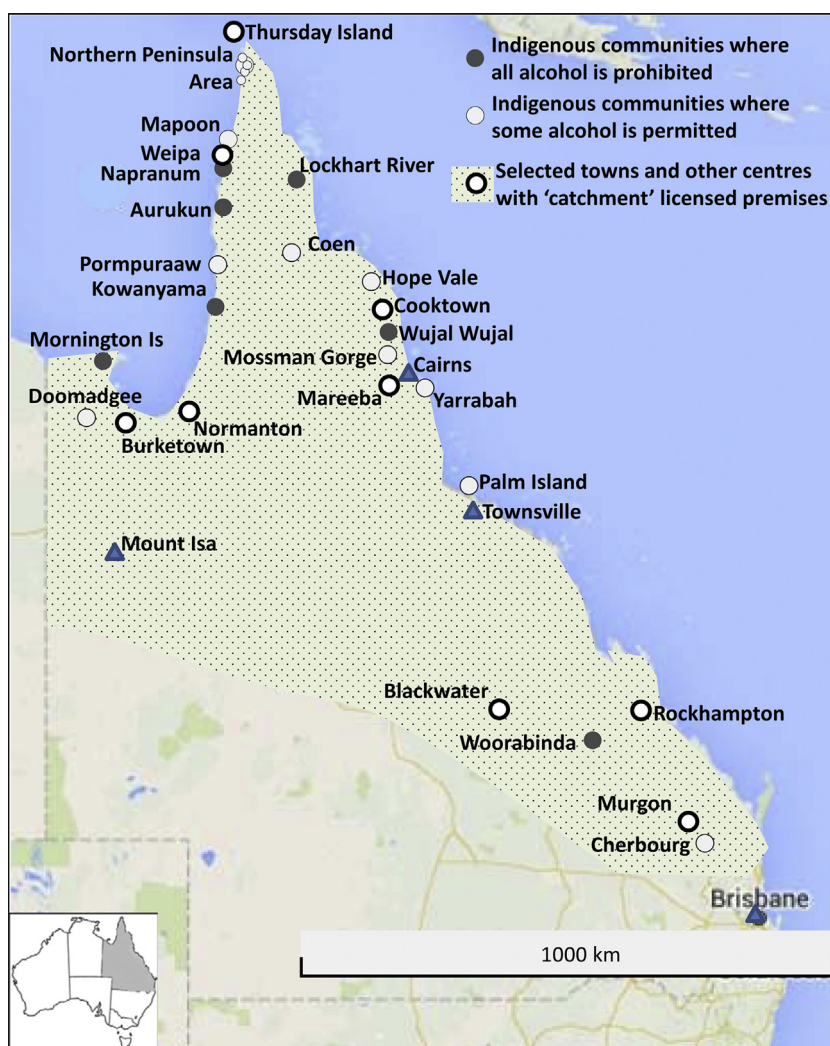 Thursday Island
Northern Peninsula
Area
Indigenous communities where
all alcohol is prohibited
Indigenous communities where
some alcohol is permitted
Selected towns and other centres
with ‘catchment’ licensed premises
Mapoon
Weipa
Napranum
Lockhart River
Aurukun
Coen
Pormpuraaw
Kowanyama
Hope Vale
Cooktown
Wujal Wujal
Mornington Is
Mossman Gorge
Cairns
Doomadgee
Mareeba
Yarrabah
Normanton
Burketown
Palm Island
Townsville
Mount Isa
Blackwater
Rockhampton
Woorabinda
Murgon
Cherbourg
Brisbane
1000 km